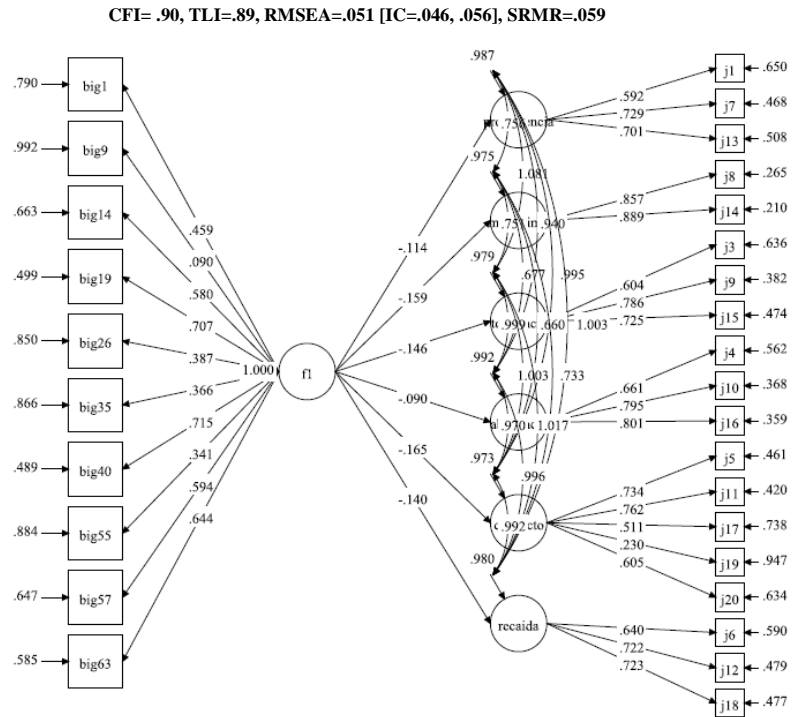 CFI= .90, TLI=.89, RMSEA=.051 [IC=.046, .056], SRMR=.059
.790 big1
.992 big9
.663 big14
.499 big19
.850 big26
.866 big35
.489 big40
.884 big55
.647 big57
.585 big63
.459
.090
.580
.707
.387
.366
.715
.341
.594
.644
1.000
f1
-.114
-.159
-.146
-.090
-.165
-.140
.987
.975
.979
.992
.973
.980
1.081
.940
.677
.995
.999
.660
1.003
1.003
.733
.970
1.017
.996
.992
recaida
.592
.729
.701
.857
.889
.604
.786
.725
.661
.795
.801
.734
.762
.511
.230
.605
.640
.722
.723
j1 .650
j7 .468
j13 .508
j8 .265
j14 .210
j3 .636
j9 .382
j15 .474
j4 .562
j10 .368
j16 .359
j5 .461
j11 .420
j17 .738
j19 .947
j20 .634
j6 .590
j12 .479
j18 .477